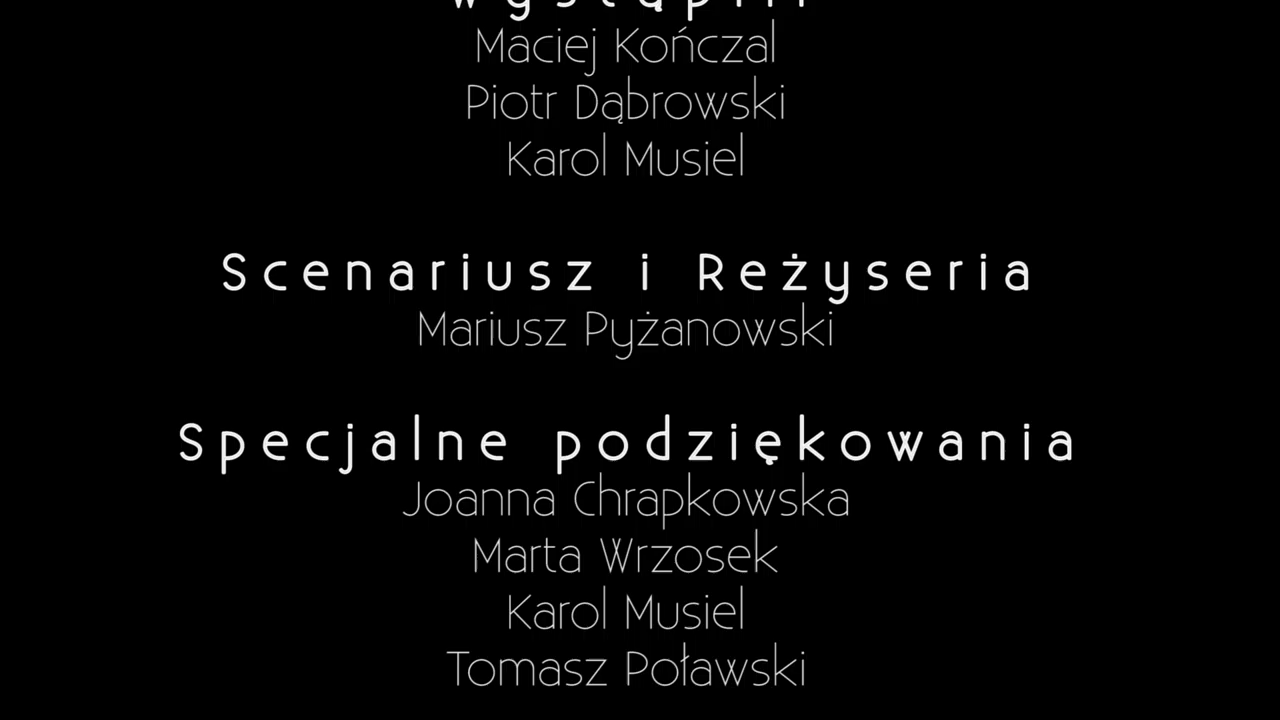 wystąpili
Maciej Kończal
Piotr Dąbrowski
Karol Musiel
Scenariusz i Reżyseria
Mariusz Pyżanowski
Specjalne podziękowania
Joanna Chrapkowska
Marta Wrzosek
Karol Musiel
Tomasz Poławski